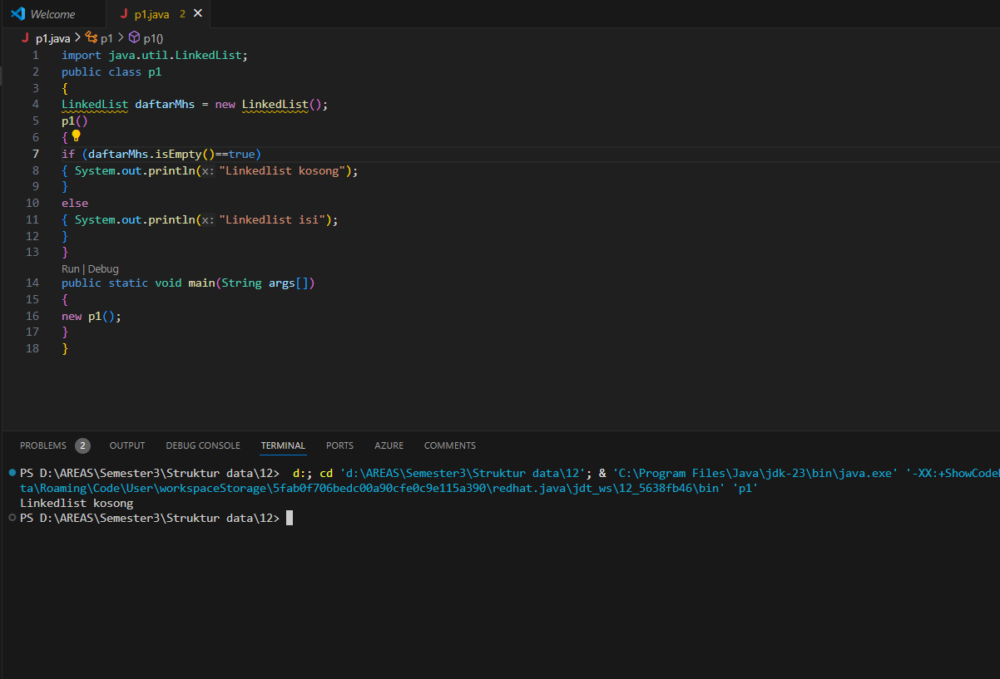 Welcome
J p1.java 2 ×
J p1.java > p1 > p1()
1 import java.util.LinkedList;
2 public class p1
3 {
4 LinkedList daftarMhs = new LinkedList();
5 p1()
6 {
7 if (daftarMhs.isEmpty()==true)
8 { System.out.println(x: "Linkedlist kosong");
9 }
10 else
11 { System.out.println(x: "Linkedlist isi");
12 }
13 }
Run | Debug
14 public static void main(String args[])
15 {
16 new p1();
17 }
18 }
PROBLEMS 2 OUTPUT DEBUG CONSOLE TERMINAL PORTS AZURE COMMENTS
PS D:\AREAS\Semester3\Struktur data\12> d:; cd 'd:\AREAS\Semester3\Struktur data\12'; & 'C:\Program Files\Java\jdk-23\bin\java.exe' '-XX:+ShowCode
ta\Roaming\Code\User\workspaceStorage\5fab0f706bedc00a90cfe0c9e115a390\redhat.java\jdt_ws\12_5638fb46\bin' 'p1'
Linkedlist kosong
PS D:\AREAS\Semester3\Struktur data\12>